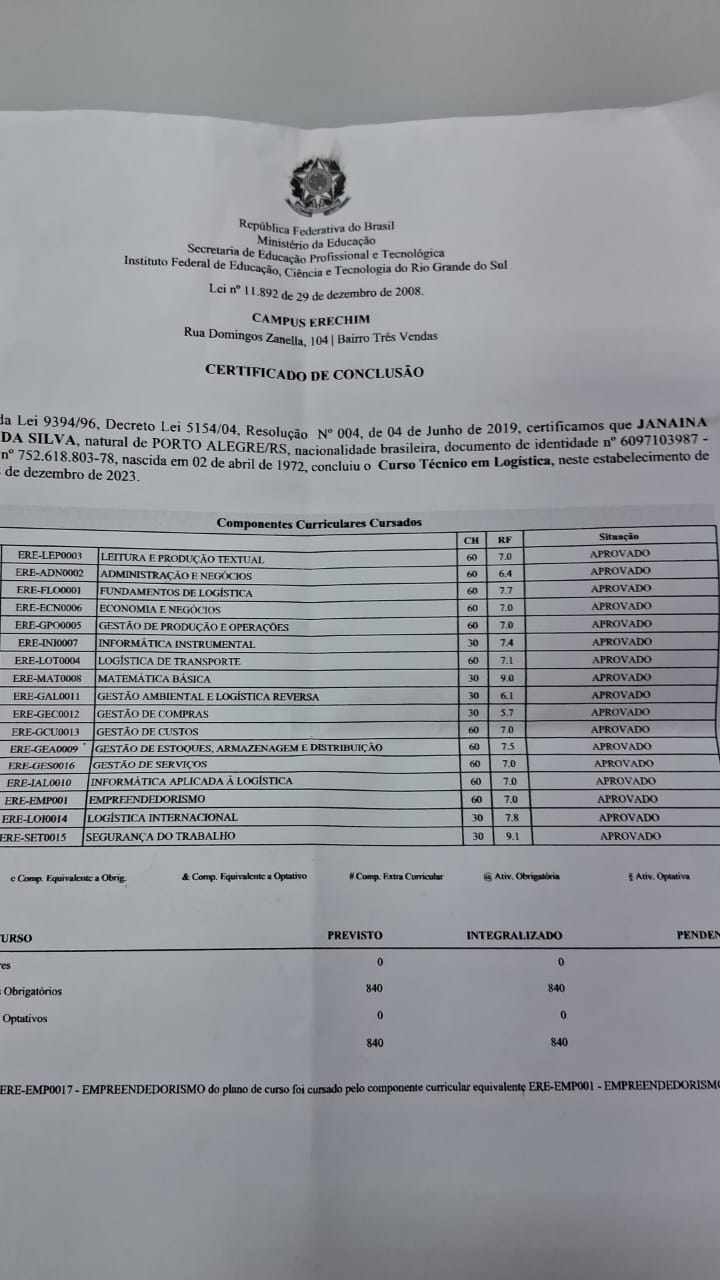 República Federativa do Brasil
Ministério da Educação
Secretaria de Educação Profissional e Tecnológica
Instituto Federal de Educação, Ciência e Tecnologia do Rio Grande do Sul
Lei nº 11.892 de 29 de dezembro de 2008.
CAMPUS ERECHIM
Rua Domingos Zanella, 104 | Bairro Três Vendas
CERTIFICADO DE CONCLUSÃO
da Lei 9394/96, Decreto Lei 5154/04, Resolução Nº 004, de 04 de Junho de 2019, certificamos que JANAINA
DA SILVA, natural de PORTO ALEGRE/RS, nacionalidade brasileira, documento de identidade nº 6097103987 -
nº 752.618.803-78, nascida em 02 de abril de 1972, concluiu o Curso Técnico em Logística, neste estabelecimento de
de dezembro de 2023.
Componentes Curriculares Cursados
CH RF Situação
ERE-LEP0003 LEITURA E PRODUÇÃO TEXTUAL 60 7.0 APROVADO
ERE-ADN0002 ADMINISTRAÇÃO E NEGÓCIOS 60 6.4 APROVADO
ERE-FLO0001 FUNDAMENTOS DE LOGÍSTICA 60 7.7 APROVADO
ERE-ECN0006 ECONOMIA E NEGÓCIOS 60 7.0 APROVADO
ERE-GPO0005 GESTÃO DE PRODUÇÃO E OPERAÇÕES 60 7.0 APROVADO
ERE-INI0007 INFORMÁTICA INSTRUMENTAL 30 7.4 APROVADO
ERE-LOT0004 LOGÍSTICA DE TRANSPORTE 60 7.1 APROVADO
ERE-MAT0008 MATEMÁTICA BÁSICA 30 9.0 APROVADO
ERE-GAL0011 GESTÃO AMBIENTAL E LOGÍSTICA REVERSA 30 6.1 APROVADO
ERE-GEC0012 GESTÃO DE COMPRAS 30 5.7 APROVADO
ERE-GCU0013 GESTÃO DE CUSTOS 60 7.0 APROVADO
ERE-GEA0009 GESTÃO DE ESTOQUES, ARMAZENAGEM E DISTRIBUIÇÃO 60 7.5 APROVADO
ERE-GES0016 GESTÃO DE SERVIÇOS 60 7.0 APROVADO
ERE-IAL0010 INFORMÁTICA APLICADA À LOGÍSTICA 60 7.0 APROVADO
ERE-EMP001 EMPREENDEDORISMO 60 7.0 APROVADO
ERE-LOI0014 LOGÍSTICA INTERNACIONAL 30 7.8 APROVADO
ERE-SET0015 SEGURANÇA DO TRABALHO 30 9.1 APROVADO
e Comp. Equivalente a Obrig. & Comp. Equivalente a Optativo # Comp. Extra Curricular @ Ativ. Obrigatória § Ativ. Optativa
URSO PREVISTO INTEGRALIZADO PENDEN
res 0 0
Obrigatórios 840 840
Optativos 0 0
840 840
ERE-EMP0017 - EMPREENDEDORISMO do plano de curso foi cursado pelo componente curricular equivalente ERE-EMP001 - EMPREENDEDORISMO